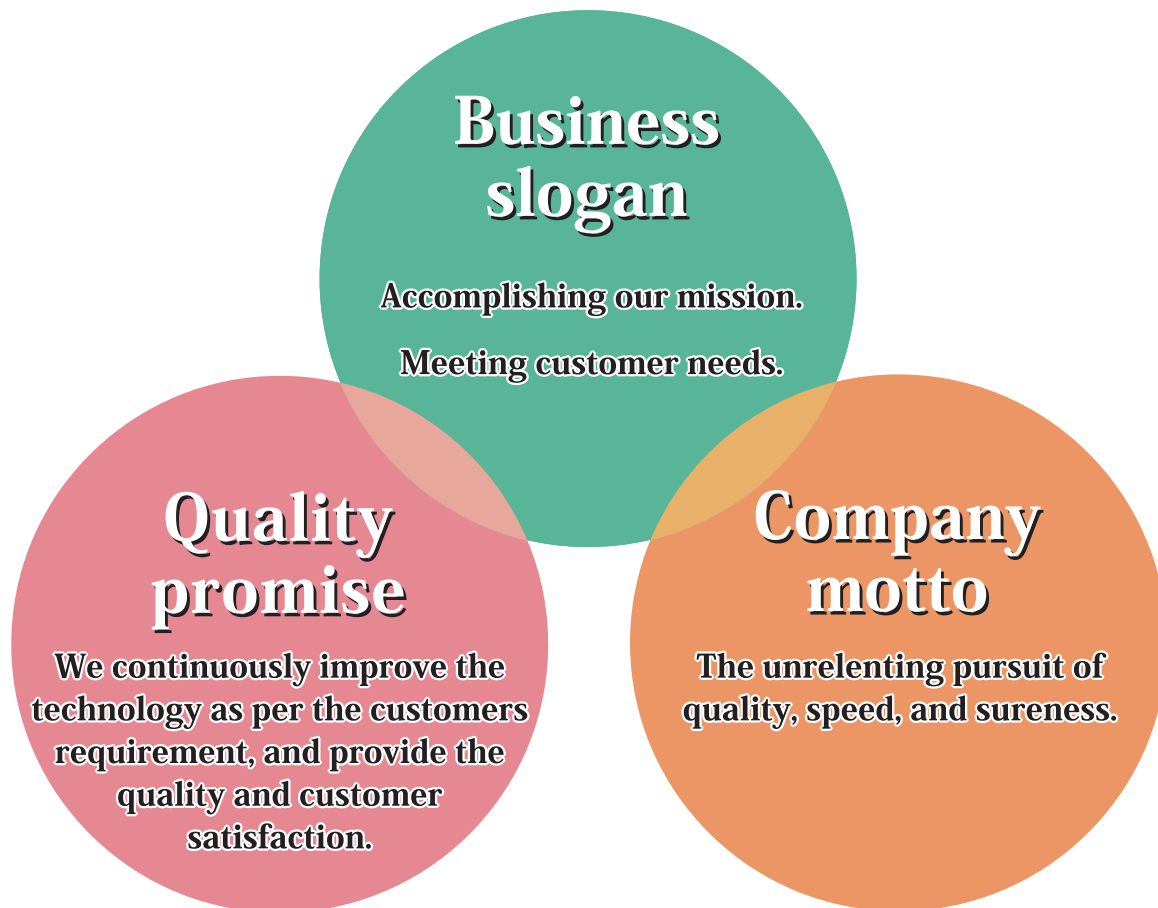 Business
slogan
Accomplishing our mission.
Meeting customer needs.
Quality
promise
We continuously improve the
technology as per the customers
requirement, and provide the
quality and customer
satisfaction.
Company
motto
The unrelenting pursuit of
quality, speed, and sureness.